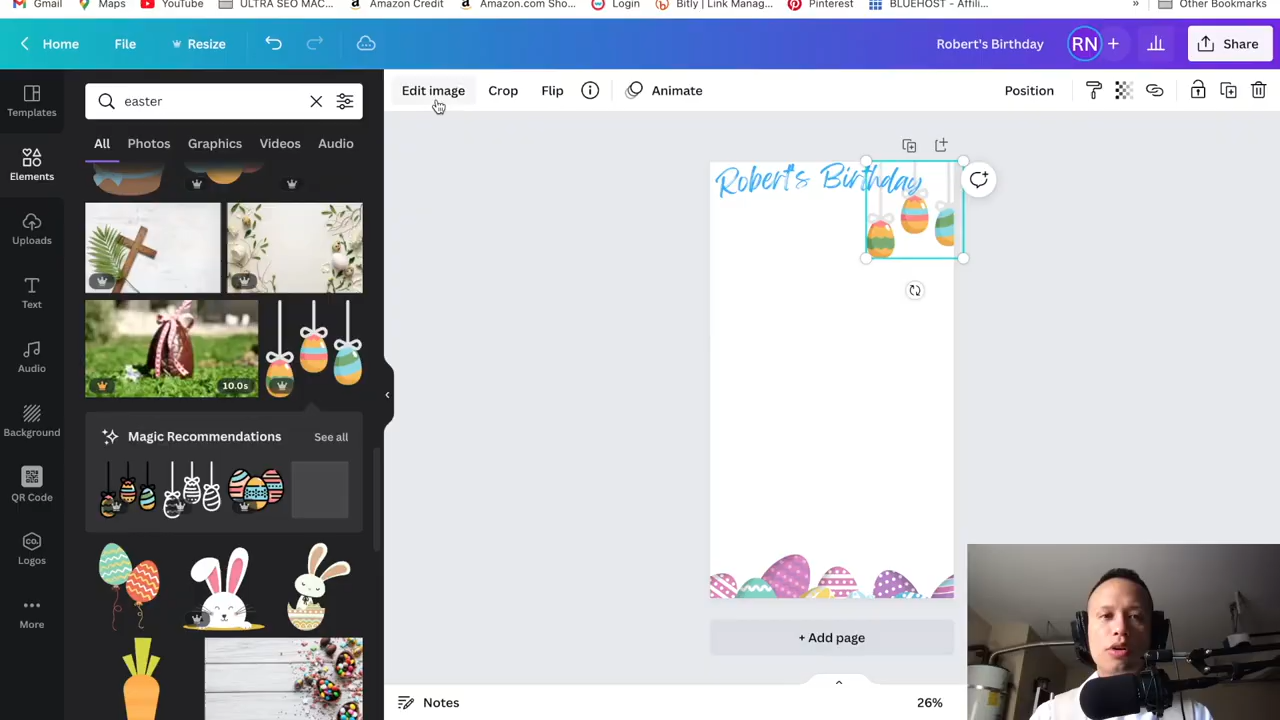 Gmail Maps YouTube ULTRA SEO MAC... Amazon Credit Amazon.com Sho... Login Bitly | Link Manag... Pinterest BLUEHOST - Affili... » Other Bookmarks
Home File Resize Robert's Birthday RN + Share
Templates
Elements
Uploads
Text
Audio
Background
QR Code
Logos
More
easter
All Photos Graphics Videos Audio
10.0s
Magic Recommendations See all
Edit image Crop Flip Animate Position
Robert's Birthday
+ Add page
Notes 26%